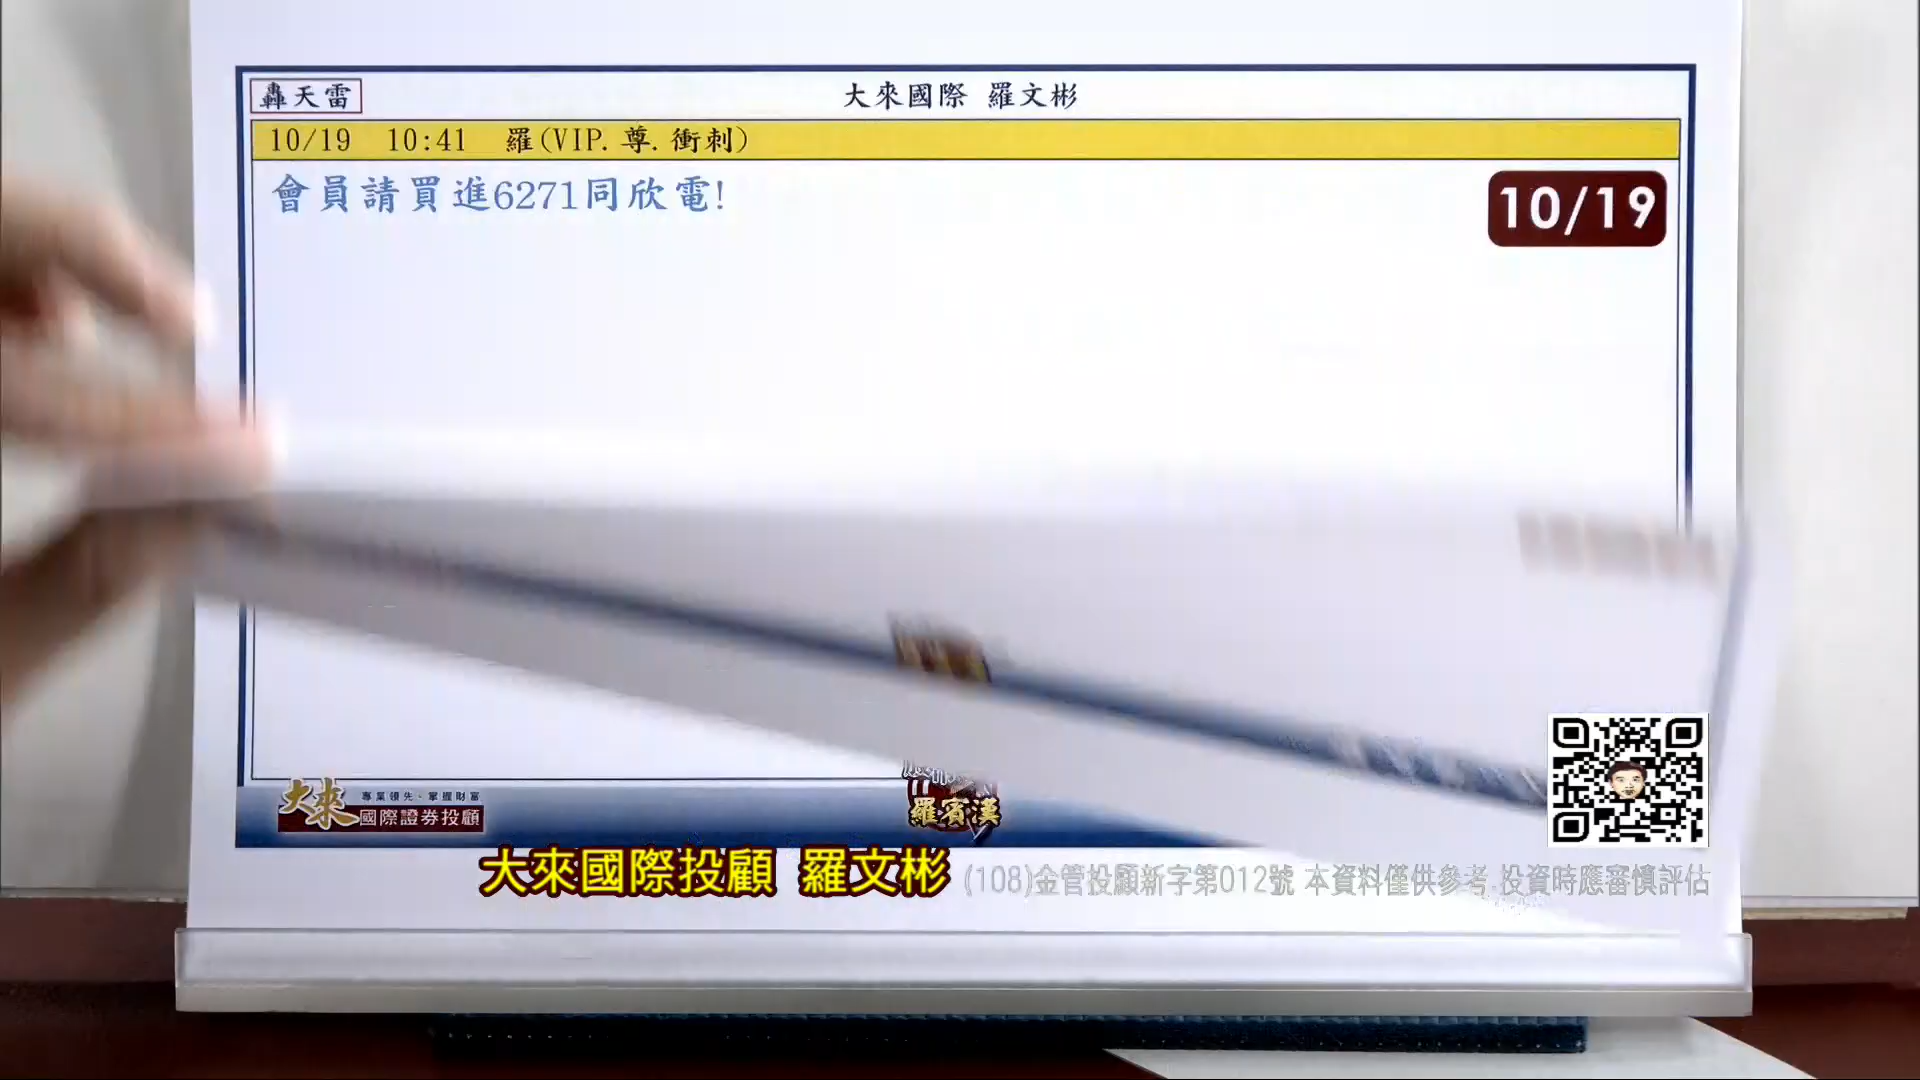 轟天雷
大來國際 羅文彬
10/19 10:41 羅(VIP.尊.衝刺)
會員請買進6271同欣電!
10/19
大來
專業領先·掌握財富
國際證券投顧
羅賓漢
大來國際投顧 羅文彬
(108)金管投顧新字第012號 本資料僅供參考 投資時應審慎評估